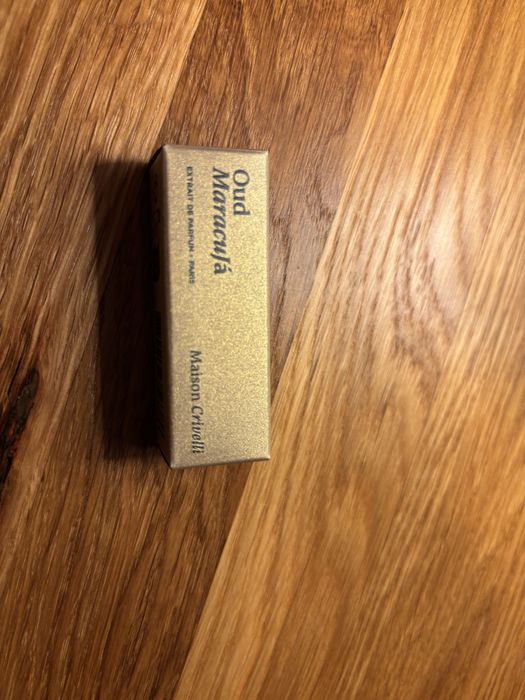 Oud
Maracujá
EXTRAIT DE PARFUM - PARIS
Maison Crivelli